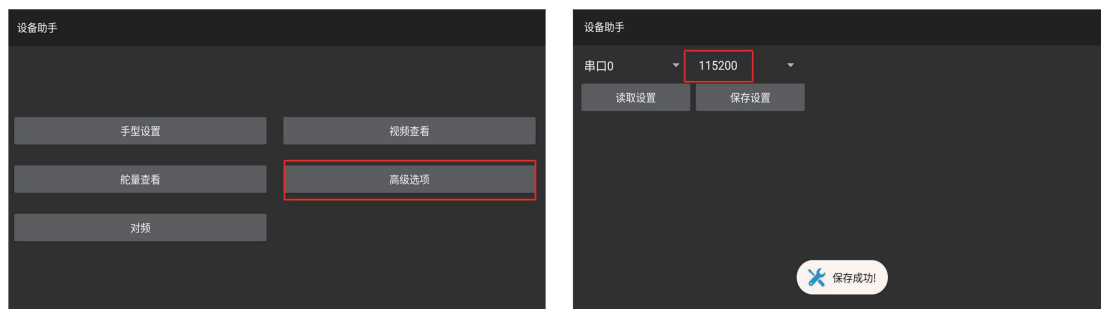 设备助手
手型设置
视频查看
舵量查看
高级选项
对频
设备助手
串口0
115200
读取设置
保存设置
保存成功!